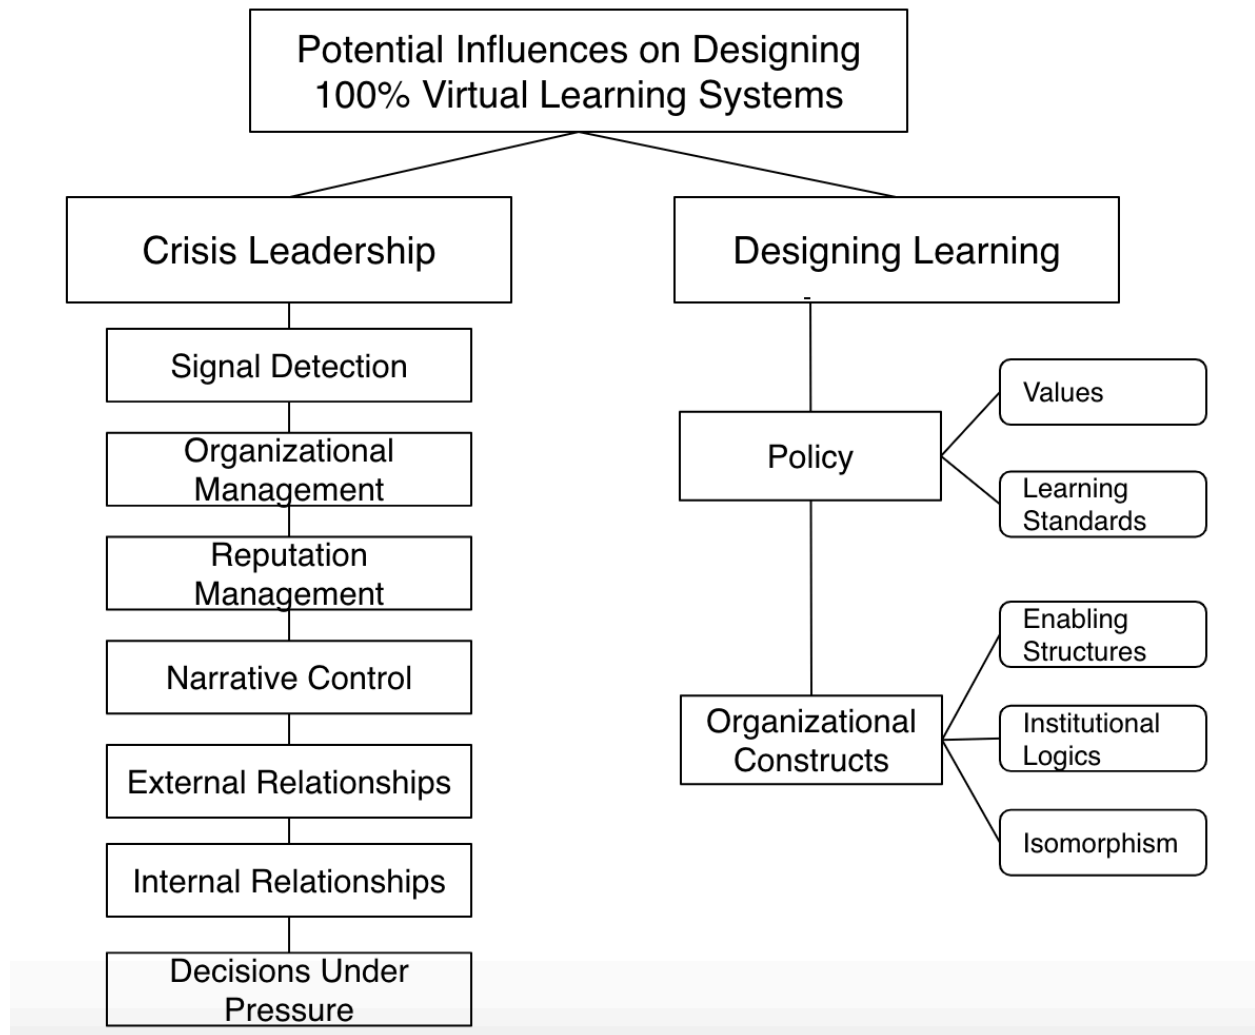 Potential Influences on Designing
100% Virtual Learning Systems
Crisis Leadership
Signal Detection
Organizational
Management
Reputation
Management
Narrative Control
External Relationships
Internal Relationships
Decisions Under
Pressure
Designing Learning
Policy
Values
Learning
Standards
Organizational
Constructs
Enabling
Structures
Institutional
Logics
Isomorphism